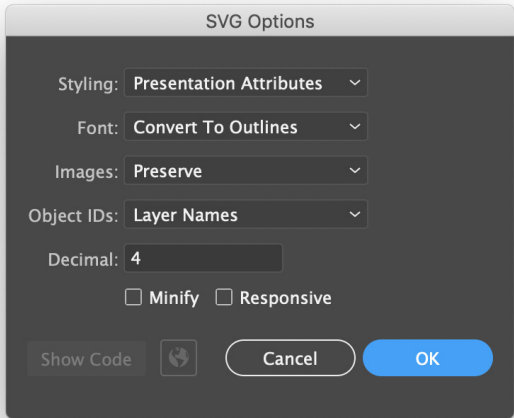 SVG Options
Styling: Presentation Attributes
Font: Convert To Outlines
Images: Preserve
Object IDs: Layer Names
Decimal: 4
Minify Responsive
Show Code Cancel OK